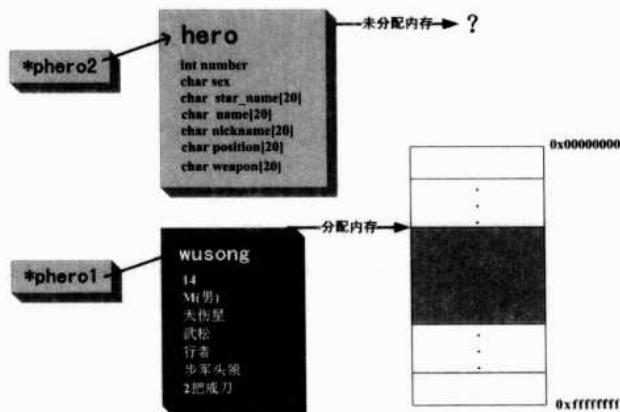 *phero2
hero
int number
char sex
char star_name[20]
char name[20]
char nickname[20]
char position[20]
char weapon[20]
未分配内存
?
*phero1
wusong
14
M(男)
天伤星
武松
行者
步军头领
2把戒刀
分配内存
0x00000000
.
.
.
.
.
.
0xffffffff